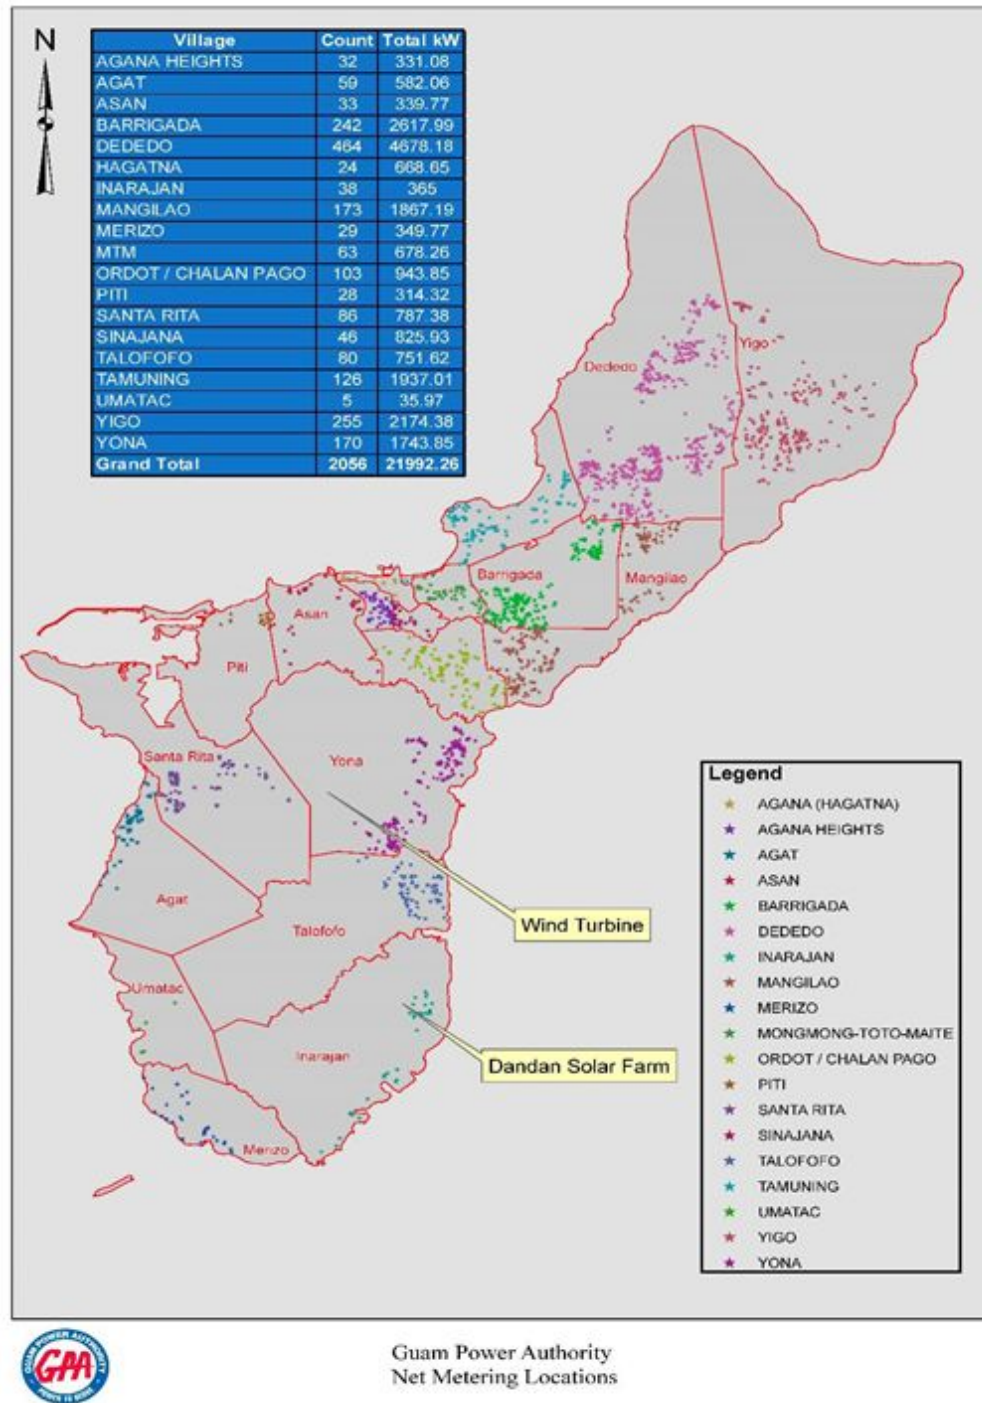 N
Village Count Total kW
AGANA HEIGHTS 32 331.08
AGAT 59 582.06
ASAN 33 339.77
BARRIGADA 242 2617.99
DEDEDO 464 4678.18
HAGATNA 24 668.65
INARAJAN 38 365
MANGILAO 173 1867.19
MERIZO 29 349.77
MTM 63 678.26
ORDOT / CHALAN PAGO 103 943.85
PITI 28 314.32
SANTA RITA 86 787.38
SINAJANA 46 825.93
TALOFOFO 80 751.62
TAMUNING 126 1937.01
UMATAC 5 35.97
YIGO 255 2174.38
YONA 170 1743.85
Grand Total 2056 21992.26
Yigo
Dededo
Barrigada
Mangilao
Asan
Piti
Santa Rita
Yona
Agat
Talofofo
Wind Turbine
Umatac
Inarajan
Dandan Solar Farm
Merizo
Legend
AGANA (HAGATNA)
AGANA HEIGHTS
AGAT
ASAN
BARRIGADA
DEDEDO
INARAJAN
MANGILAO
MERIZO
MONGMONG-TOTO-MAITE
ORDOT / CHALAN PAGO
PITI
SANTA RITA
SINAJANA
TALOFOFO
TAMUNING
UMATAC
YIGO
YONA
GUAM POWER AUTHORITY
GPA
POWER TO SERVE
Guam Power Authority
Net Metering Locations